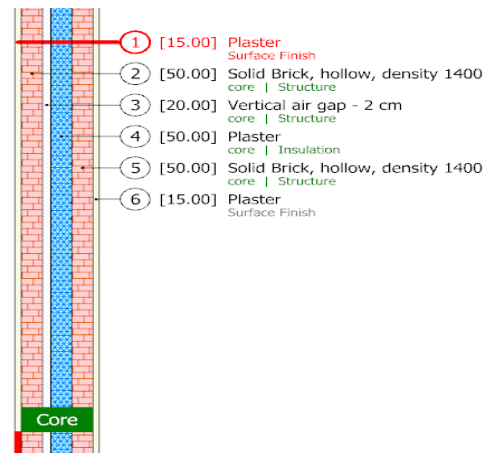 1 [15.00] Plaster
Surface Finish
2 [50.00] Solid Brick, hollow, density 1400
core | Structure
3 [20.00] Vertical air gap - 2 cm
core | Structure
4 [50.00] Plaster
core | Insulation
5 [50.00] Solid Brick, hollow, density 1400
core | Structure
6 [15.00] Plaster
Surface Finish
Core